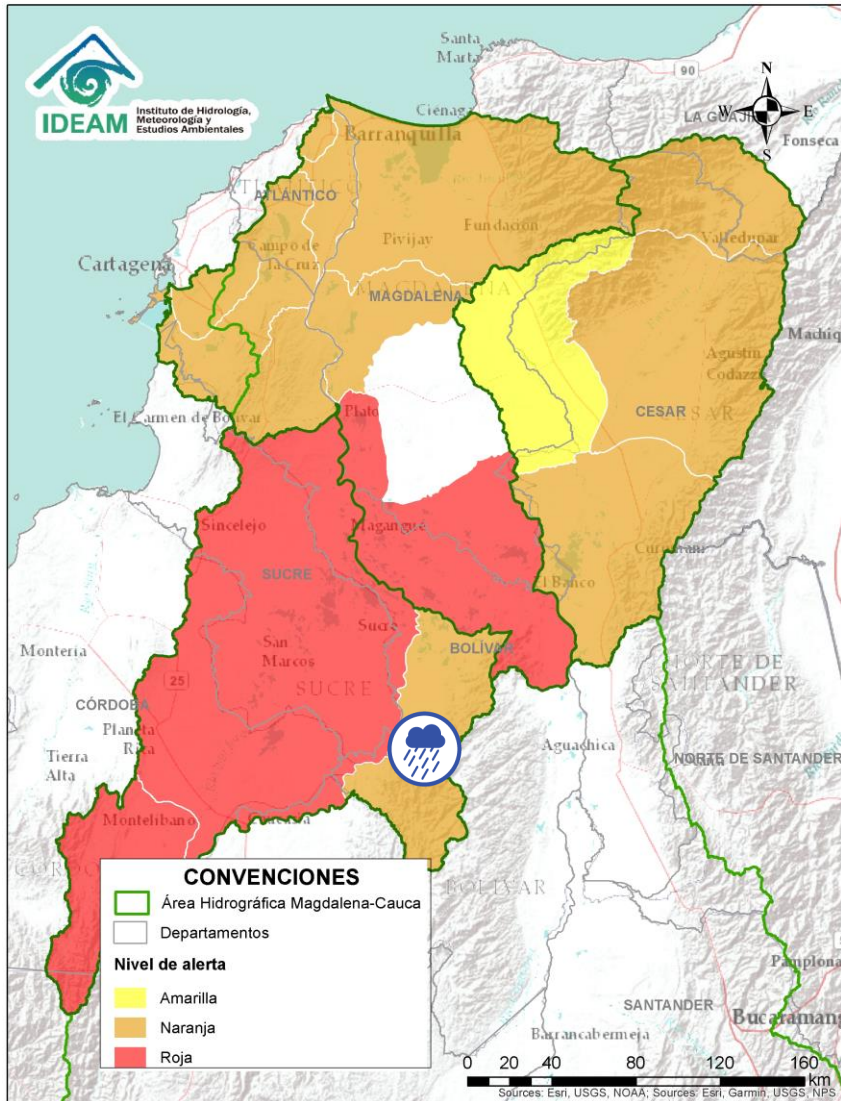 IDEAM
Instituto de Hidrología,
Meteorología y
Estudios Ambientales
Santa
Marta
90
N
W
E
S
LA GUAJIRA
Fonseca
Ciénaga
Barranquilla
ATLÁNTICO
ATLÁNTICO
Fundación
Valledupar
Pivijay
Campo de
la Cruz
Cartagena
MAGDALENA
MAGDALENA
Agustín
Codazzi
El Carmen de Bolívar
Plato
CESAR
CESAR
Sincelejo
Magangué
Curumaní
SUCRE
El Banco
Sucre
BOLÍVAR
Montería
San
Marcos
NORTE DE
SANTANDER
25
SUCRE
CÓRDOBA
Planeta
Rica
Aguachica
NORTE DE SANTANDER
Tierra
Alta
Montelíbano
BOLÍVAR
CONVENCIONES
Área Hidrográfica Magdalena-Cauca
Departamentos
Nivel de alerta
Amarilla
Naranja
Roja
Pamplona
SANTANDER
Barrancabermeja
0 20 40 80 120 160
km
Sources: Esri, USGS, NOAA; Sources: Esri, Garmin, USGS, NPS